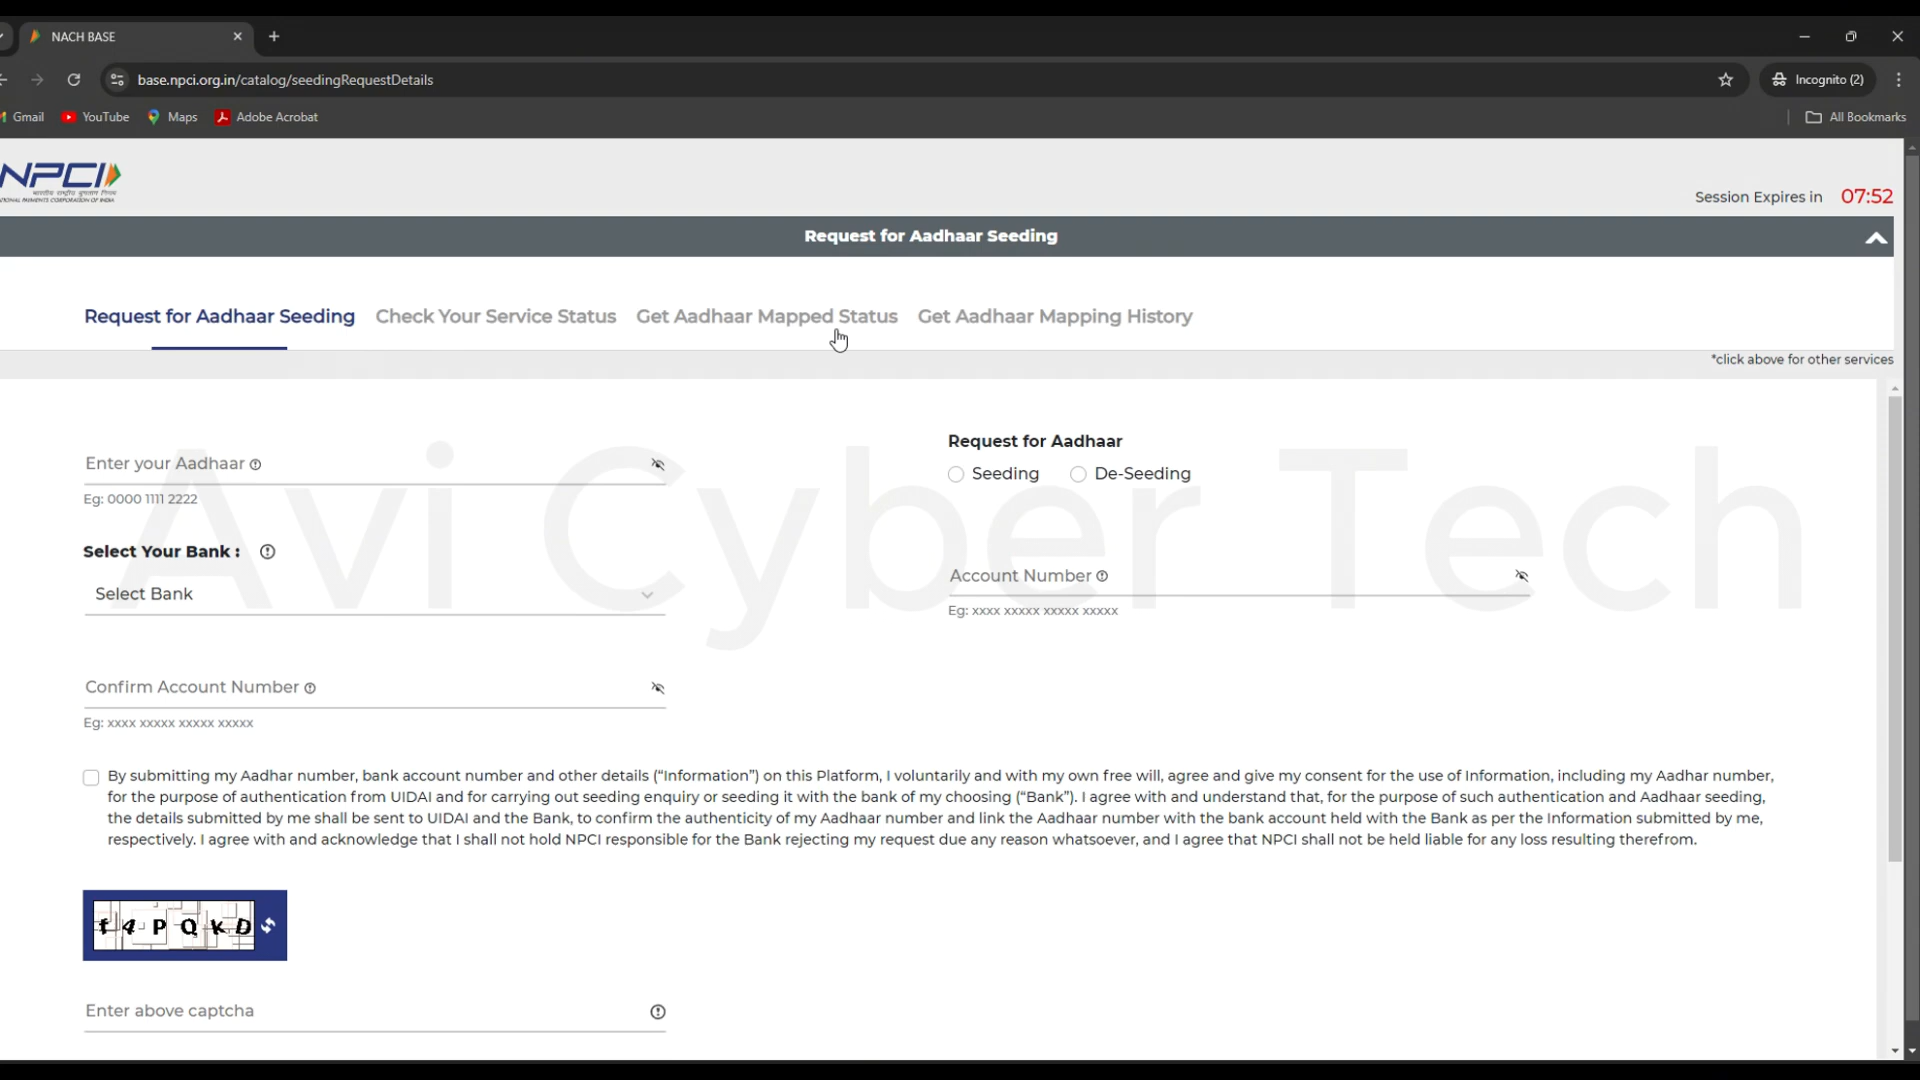 NACH BASE
base.npci.org.in/catalog/seedingRequestDetails
Incognito (2)
Gmail YouTube Maps Adobe Acrobat All Bookmarks
NPCI
भारतीय राष्ट्रीय भुगतान निगम
NATIONAL PAYMENTS CORPORATION OF INDIA
Session Expires in 07:52
Request for Aadhaar Seeding
Request for Aadhaar Seeding Check Your Service Status Get Aadhaar Mapped Status Get Aadhaar Mapping History
*click above for other services
Avi Cyber Tech
Request for Aadhaar
Enter your Aadhaar
Seeding De-Seeding
Eg: 0000 1111 2222
Select Your Bank :
Account Number
Select Bank
Eg: xxxx xxxxx xxxxx xxxxx
Confirm Account Number
Eg: xxxx xxxxx xxxxx xxxxx
By submitting my Aadhar number, bank account number and other details (“Information”) on this Platform, I voluntarily and with my own free will, agree and give my consent for the use of Information, including my Aadhar number,
for the purpose of authentication from UIDAI and for carrying out seeding enquiry or seeding it with the bank of my choosing (“Bank”). I agree with and understand that, for the purpose of such authentication and Aadhaar seeding,
the details submitted by me shall be sent to UIDAI and the Bank, to confirm the authenticity of my Aadhaar number and link the Aadhaar number with the bank account held with the Bank as per the Information submitted by me,
respectively. I agree with and acknowledge that I shall not hold NPCI responsible for the Bank rejecting my request due any reason whatsoever, and I agree that NPCI shall not be held liable for any loss resulting therefrom.
f 4 P Q K D
Enter above captcha